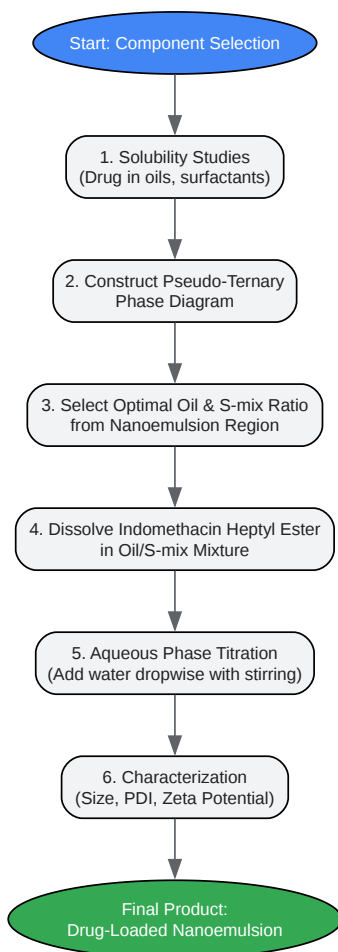 Start: Component Selection
1. Solubility Studies
(Drug in oils, surfactants)
2. Construct Pseudo-Ternary
Phase Diagram
3. Select Optimal Oil & S-mix Ratio
from Nanoemulsion Region
4. Dissolve Indomethacin Heptyl Ester
in Oil/S-mix Mixture
5. Aqueous Phase Titration
(Add water dropwise with stirring)
6. Characterization
(Size, PDI, Zeta Potential)
Final Product:
Drug-Loaded Nanoemulsion